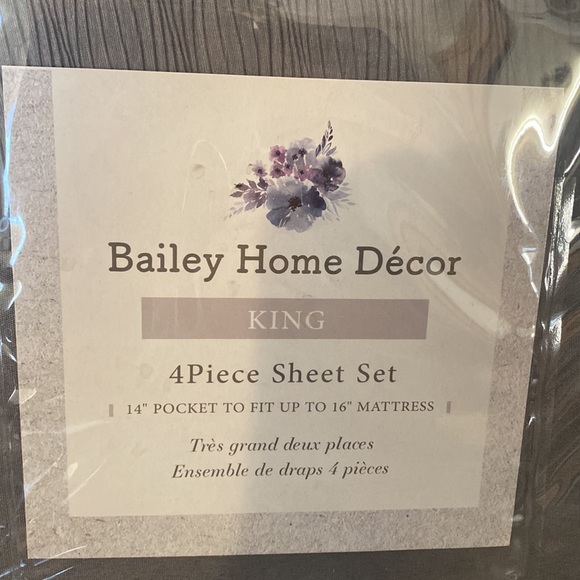 Bailey Home Décor
KING
4Piece Sheet Set
14" POCKET TO FIT UP TO 16" MATTRESS
Très grand deux places
Ensemble de draps 4 pièces